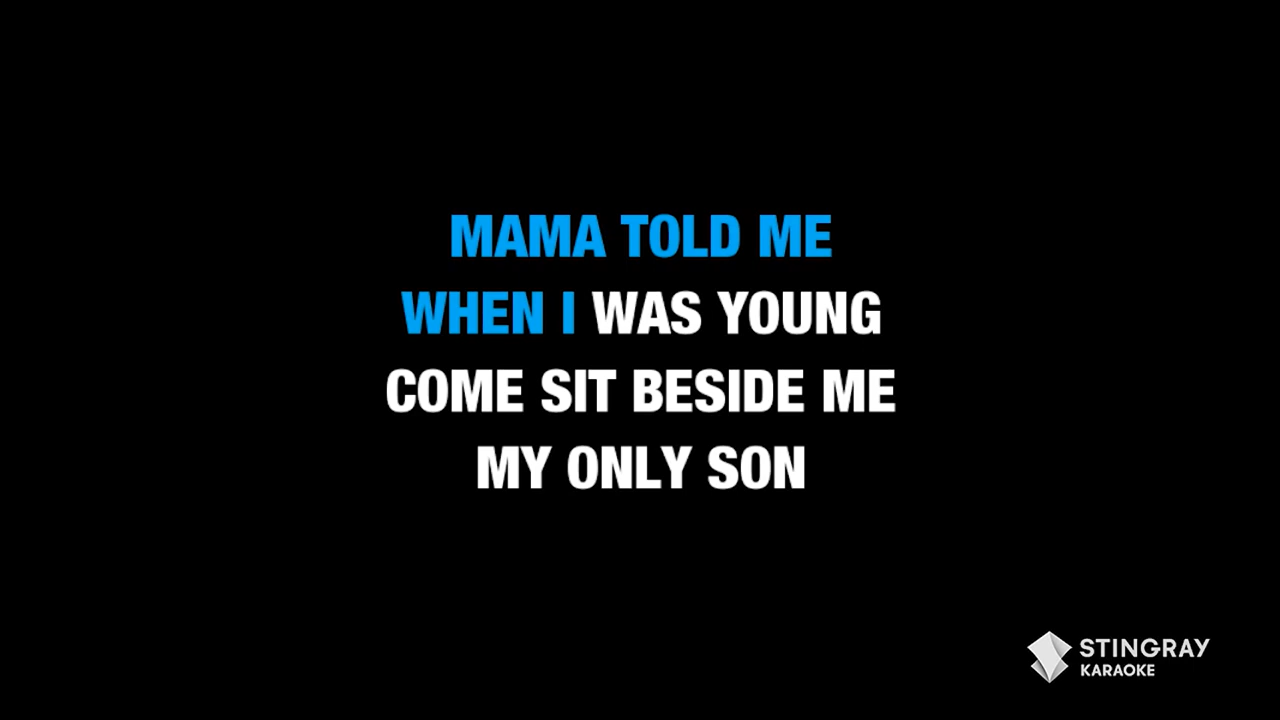 MAMA TOLD ME
WHEN I WAS YOUNG
COME SIT BESIDE ME
MY ONLY SON
STINGRAY
KARAOKE